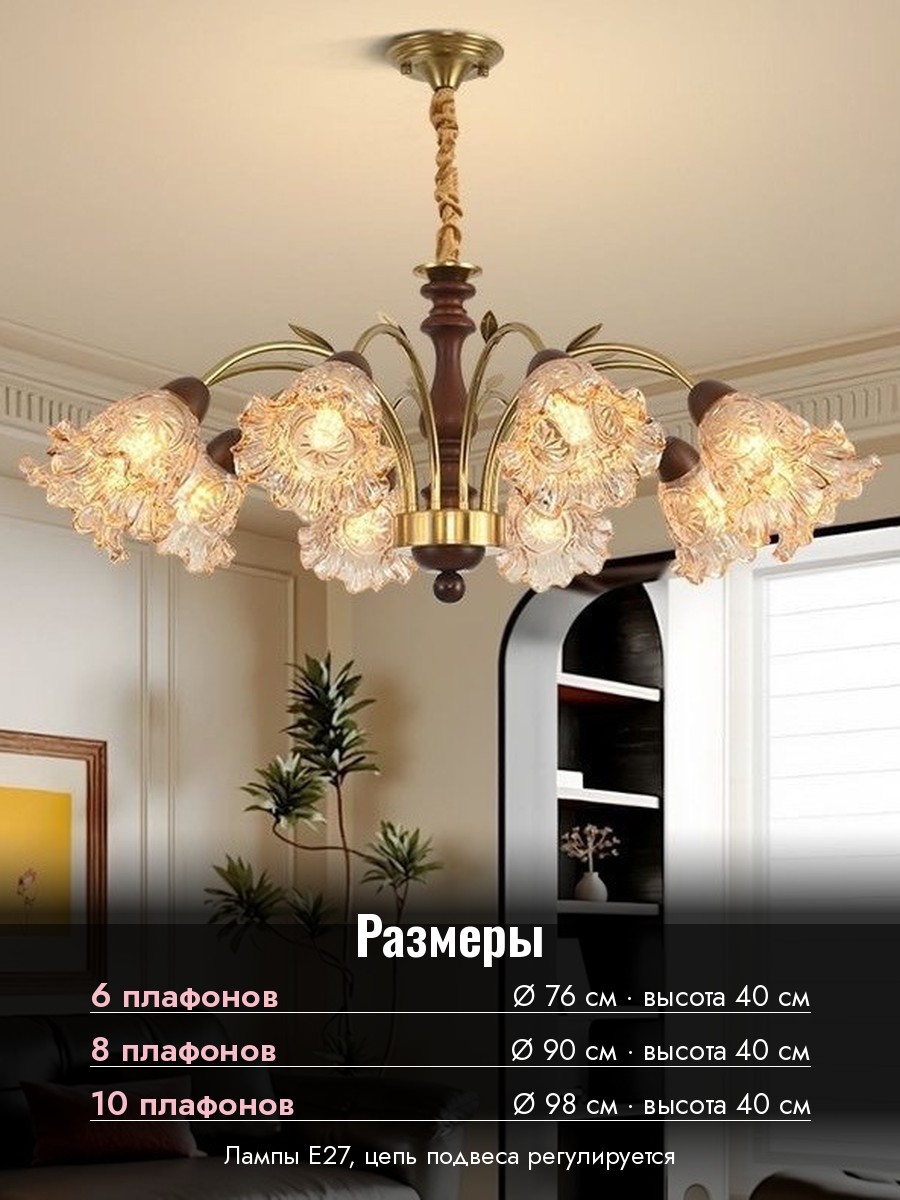 Размеры
6 плафонов Ø 76 см · высота 40 см
8 плафонов Ø 90 см · высота 40 см
10 плафонов Ø 98 см · высота 40 см
Лампы E27, цепь подвеса регулируется